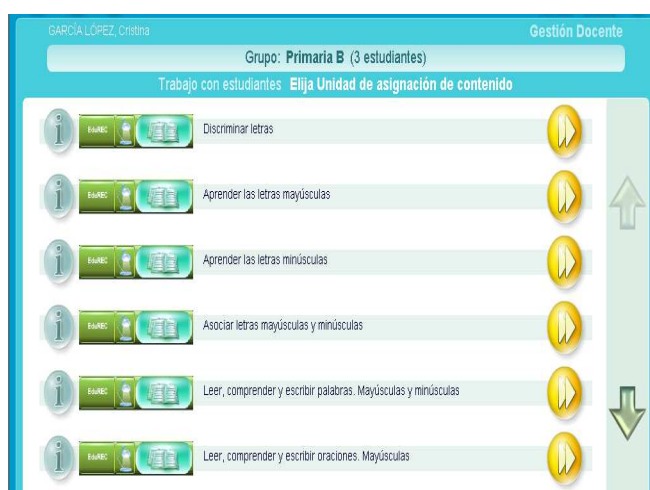 GARCÍA LÓPEZ, Cristina
Gestión Docente
Grupo: Primaria B (3 estudiantes)
Trabajo con estudiantes Elija Unidad de asignación de contenido
i EduREC Discriminar letras
i EduREC Aprender las letras mayúsculas
i EduREC Aprender las letras minúsculas
i EduREC Asociar letras mayúsculas y minúsculas
i EduREC Leer, comprender y escribir palabras. Mayúsculas y minúsculas
i EduREC Leer, comprender y escribir oraciones. Mayúsculas